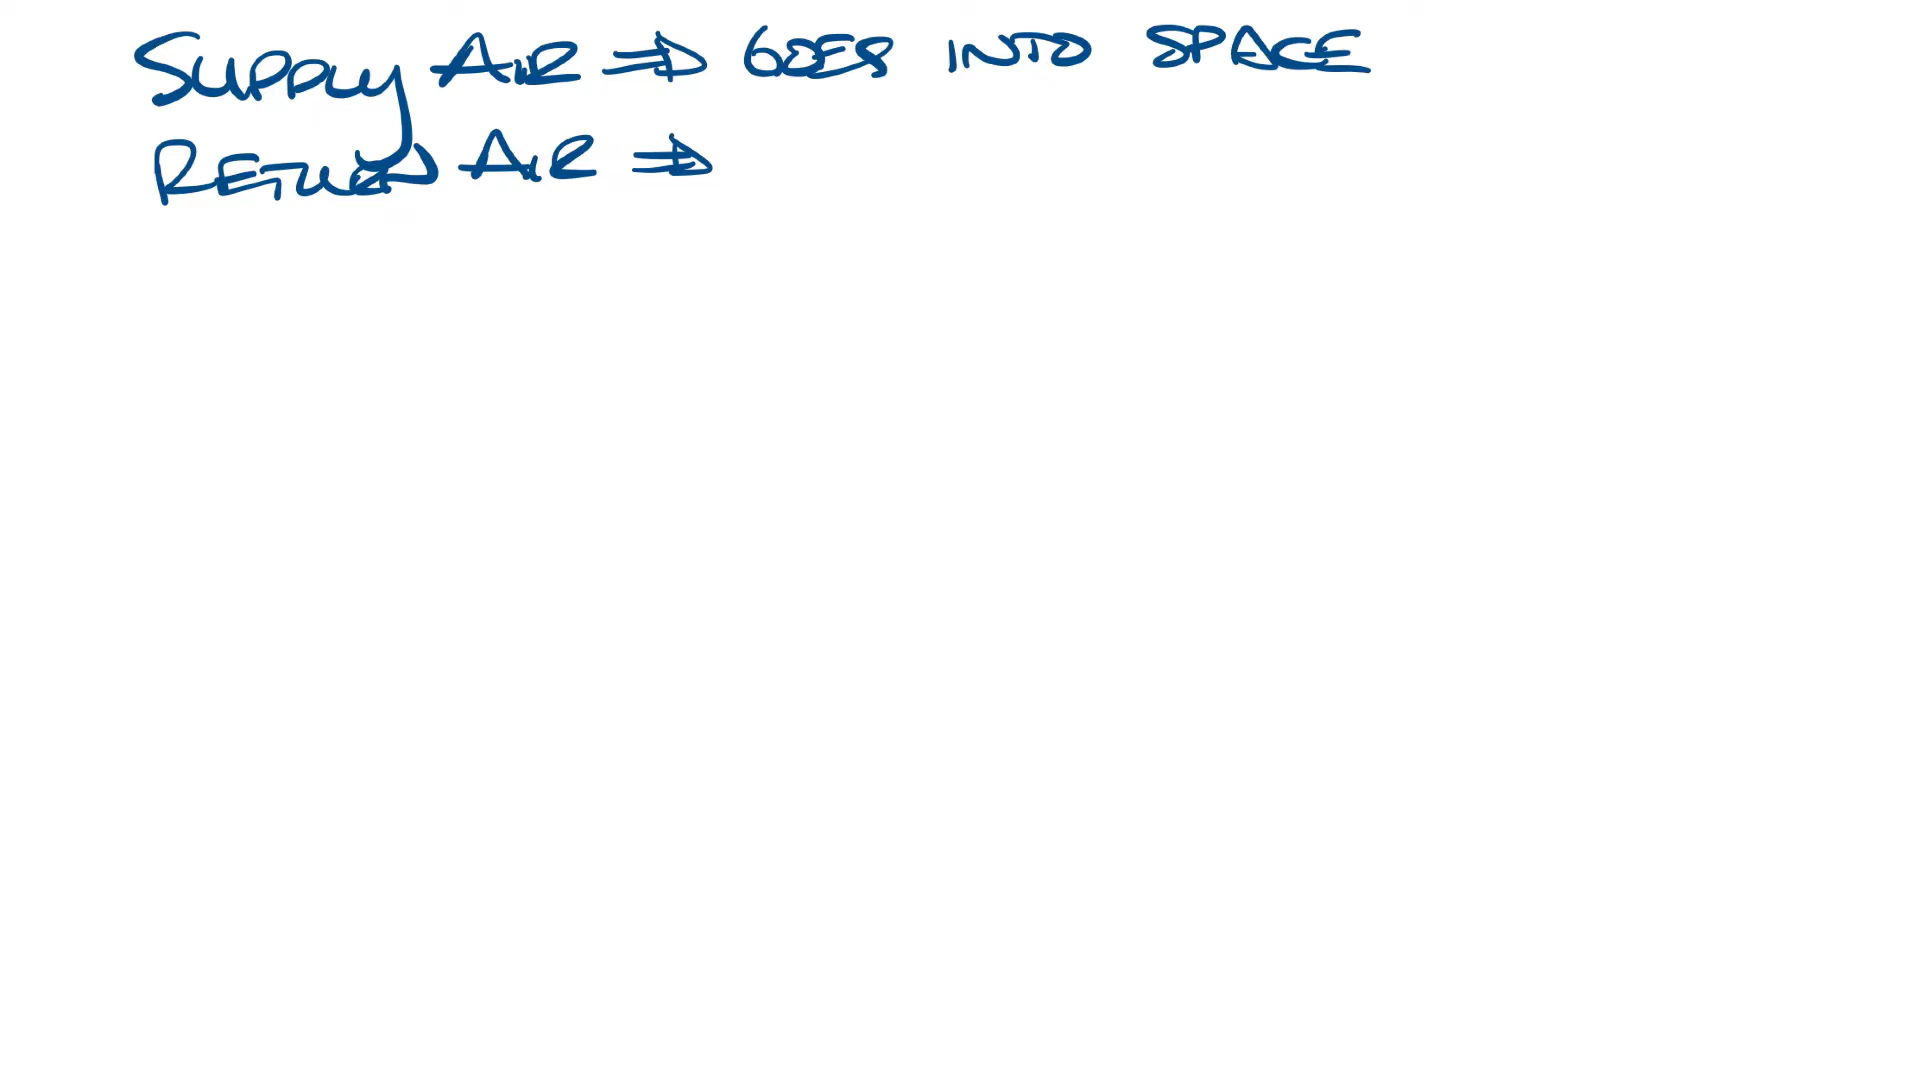 SUPPLY AIR ⇒ GOES INTO SPACE
RETURN AIR ⇒